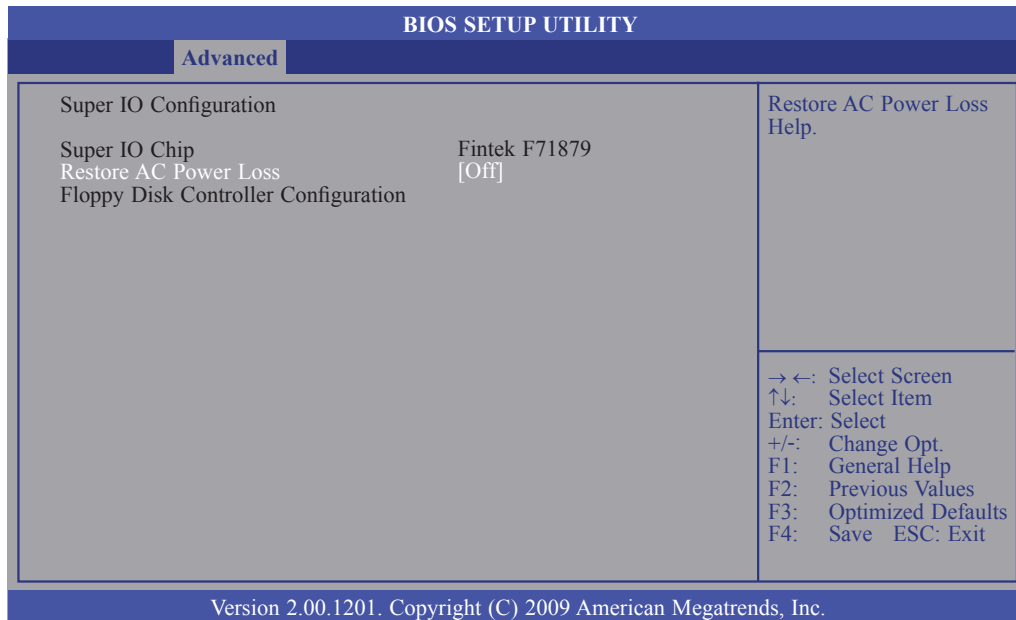 BIOS SETUP UTILITY
Advanced
Super IO Configuration
Super IO Chip Fintek F71879
Restore AC Power Loss [Off]
Floppy Disk Controller Configuration
Restore AC Power Loss
Help.
→ ←: Select Screen
↑↓: Select Item
Enter: Select
+/-: Change Opt.
F1: General Help
F2: Previous Values
F3: Optimized Defaults
F4: Save ESC: Exit
Version 2.00.1201. Copyright (C) 2009 American Megatrends, Inc.